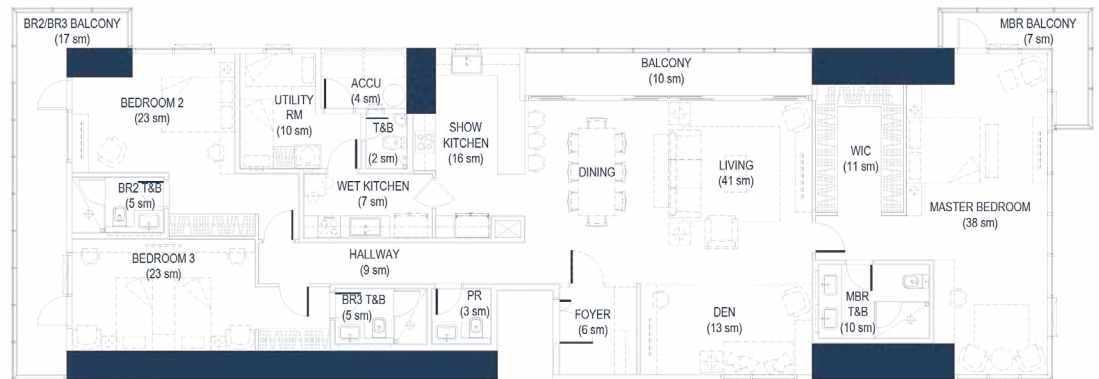 BR2/BR3 BALCONY
(17 sm)
MBR BALCONY
(7 sm)
BALCONY
(10 sm)
BEDROOM 2
(23 sm)
UTILITY
RM
(10 sm)
ACCU
(4 sm)
T&B
(2 sm)
SHOW
KITCHEN
(16 sm)
DINING
LIVING
(41 sm)
WIC
(11 sm)
MASTER BEDROOM
(38 sm)
BR2 T&B
(5 sm)
WET KITCHEN
(7 sm)
HALLWAY
(9 sm)
BEDROOM 3
(23 sm)
BR3 T&B
(5 sm)
PR
(3 sm)
FOYER
(6 sm)
DEN
(13 sm)
MBR
T&B
(10 sm)